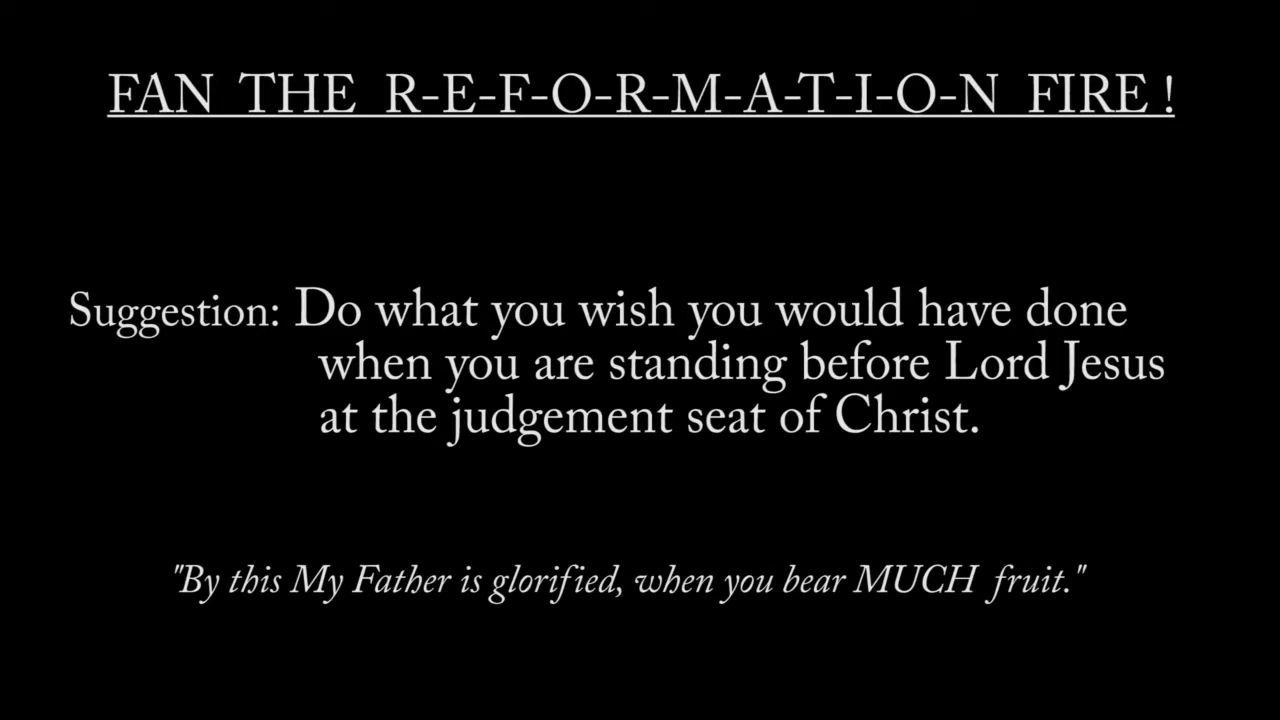 FAN THE R-E-F-O-R-M-A-T-I-O-N FIRE !
Suggestion: Do what you wish you would have done
when you are standing before Lord Jesus
at the judgement seat of Christ.
"By this My Father is glorified, when you bear MUCH fruit."